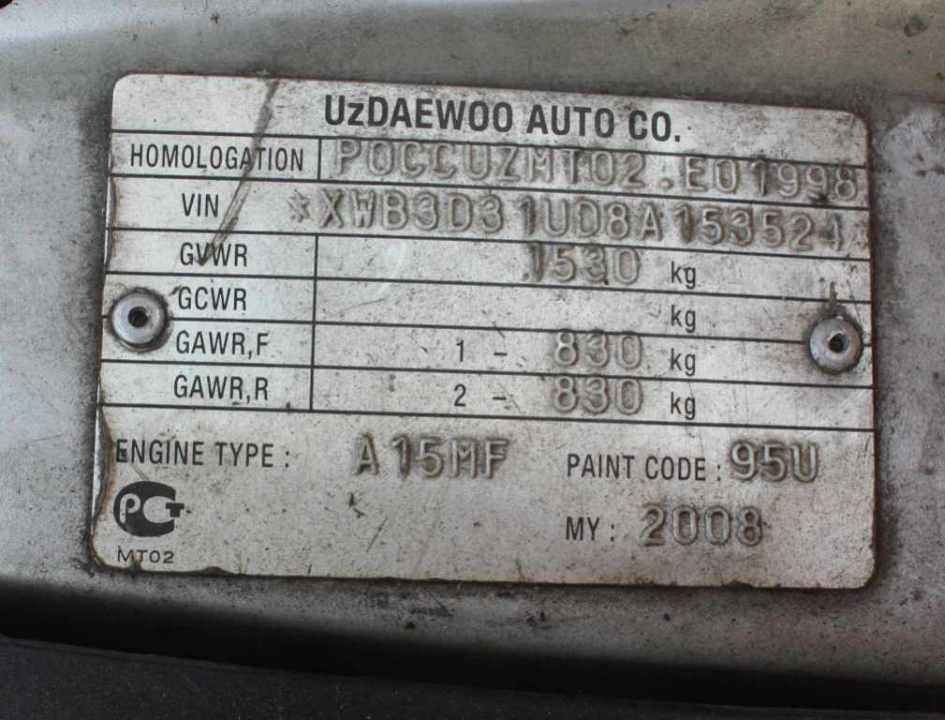 UzDAEWOO AUTO CO.
HOMOLOGATION POCCUZMT02.E01998
VIN *XWB3D31UD8A153524*
GVWR 1530 kg
GCWR kg
GAWR,F 1 - 830 kg
GAWR,R 2 - 830 kg
ENGINE TYPE : A15MF PAINT CODE : 95U
PCT MY : 2008
MT02